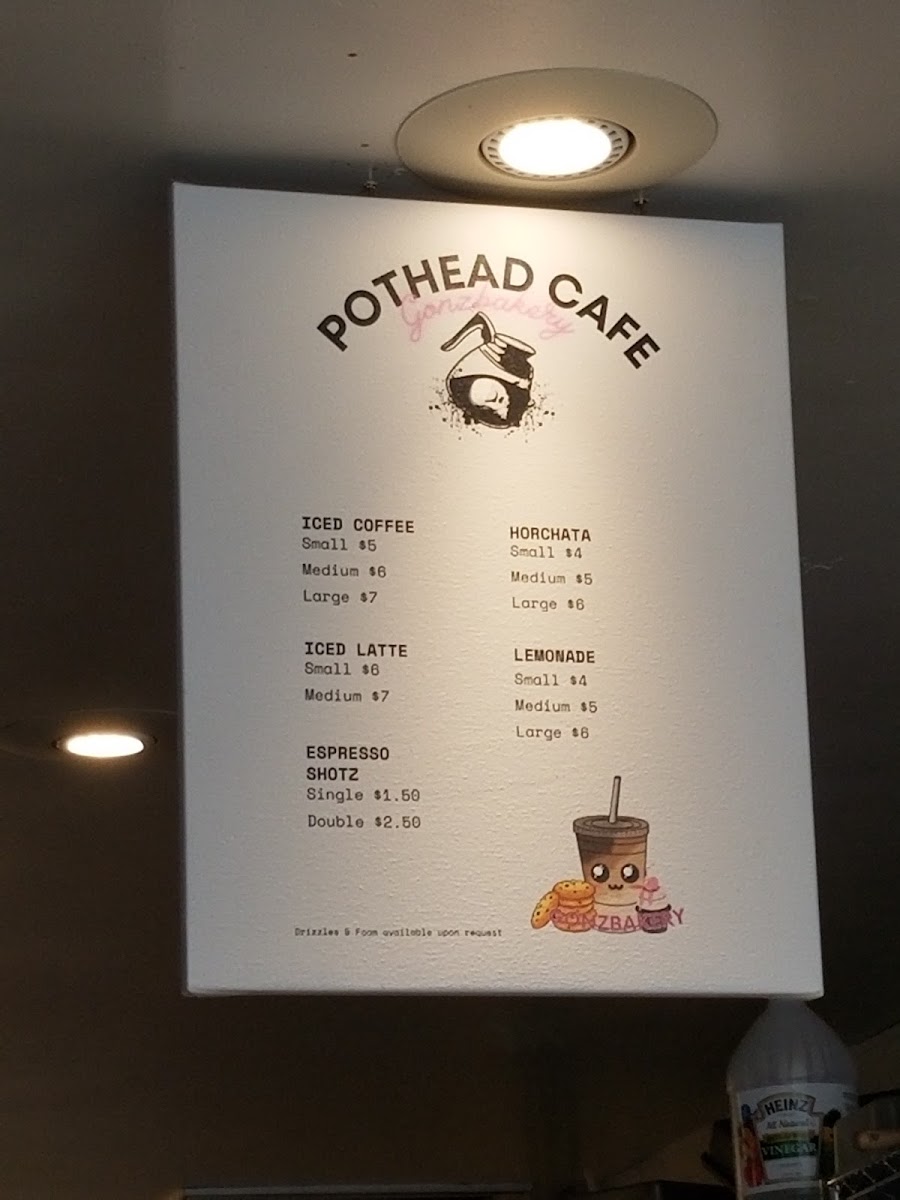 POTHEAD CAFE
Gonzbakery
ICED COFFEE
Small $5
Medium $6
Large $7
ICED LATTE
Small $6
Medium $7
ESPRESSO
SHOTZ
Single $1.50
Double $2.50
HORCHATA
Small $4
Medium $5
Large $6
LEMONADE
Small $4
Medium $5
Large $6
GONZBAKERY
Drizzles & Foam available upon request
HEINZ
All Natural
VINEGAR